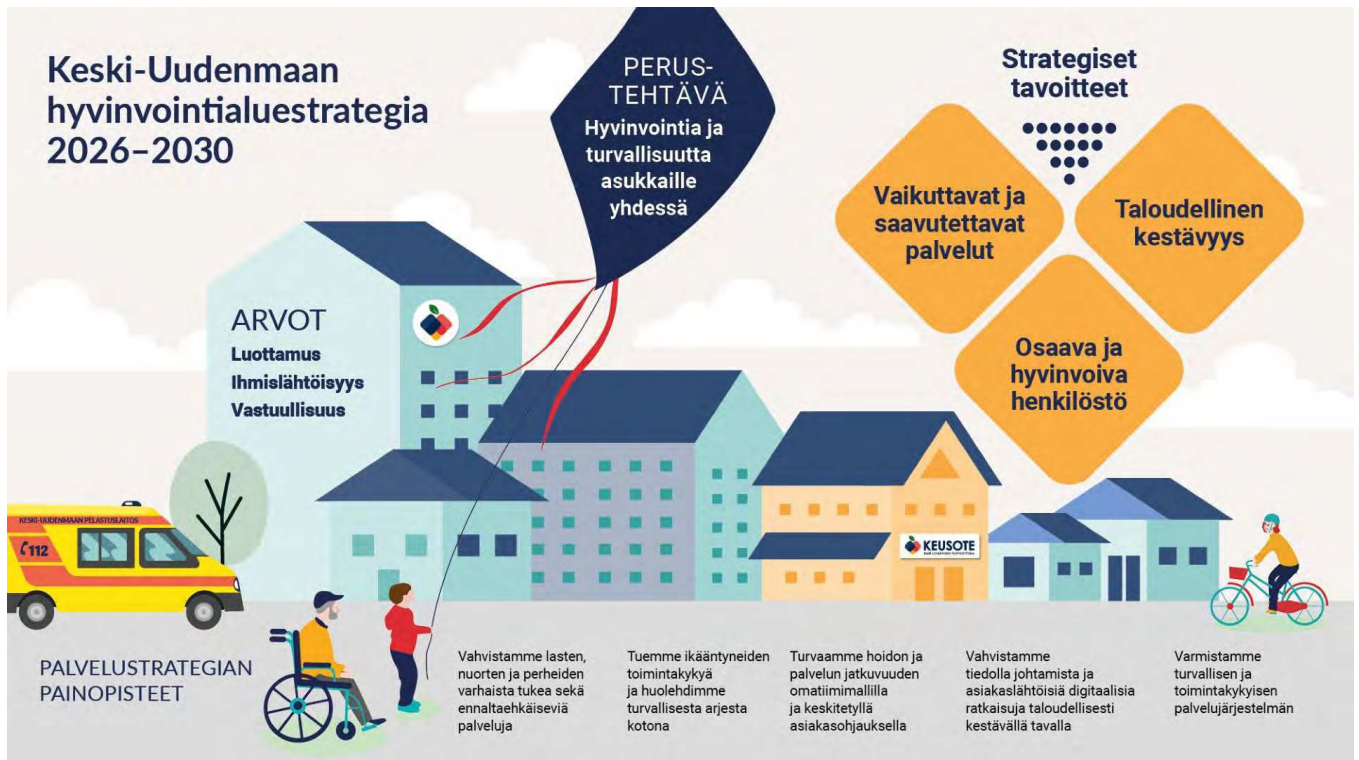 Keski-Uudenmaan
hyvinvointialuestrategia
2026–2030
PERUS-
TEHTÄVÄ
Hyvinvointia ja
turvallisuutta
asukkaille
yhdessä
Strategiset
tavoitteet
Vaikuttavat ja
saavutettavat
palvelut
Taloudellinen
kestävyys
Osaava ja
hyvinvoiva
henkilöstö
ARVOT
Luottamus
Ihmislähtöisyys
Vastuullisuus
KESKI-UUDENMAAN PELASTUSLAITOS
112
KEUSOTE
PALVELUSTRATEGIAN
PAINOPISTEET
Vahvistamme lasten,
nuorten ja perheiden
varhaista tukea sekä
ennaltaehkäiseviä
palveluja
Tuemme ikääntyneiden
toimintakykyä
ja huolehdimme
turvallisesta arjesta
kotona
Turvaamme hoidon ja
palvelun jatkuvuuden
omatiimimallilla
ja keskitetyllä
asiakasohjauksella
Vahvistamme
tiedolla johtamista ja
asiakaslähtöisiä digitaalisia
ratkaisuja taloudellisesti
kestävällä tavalla
Varmistamme
turvallisen ja
toimintakykyisen
palvelujärjestelmän